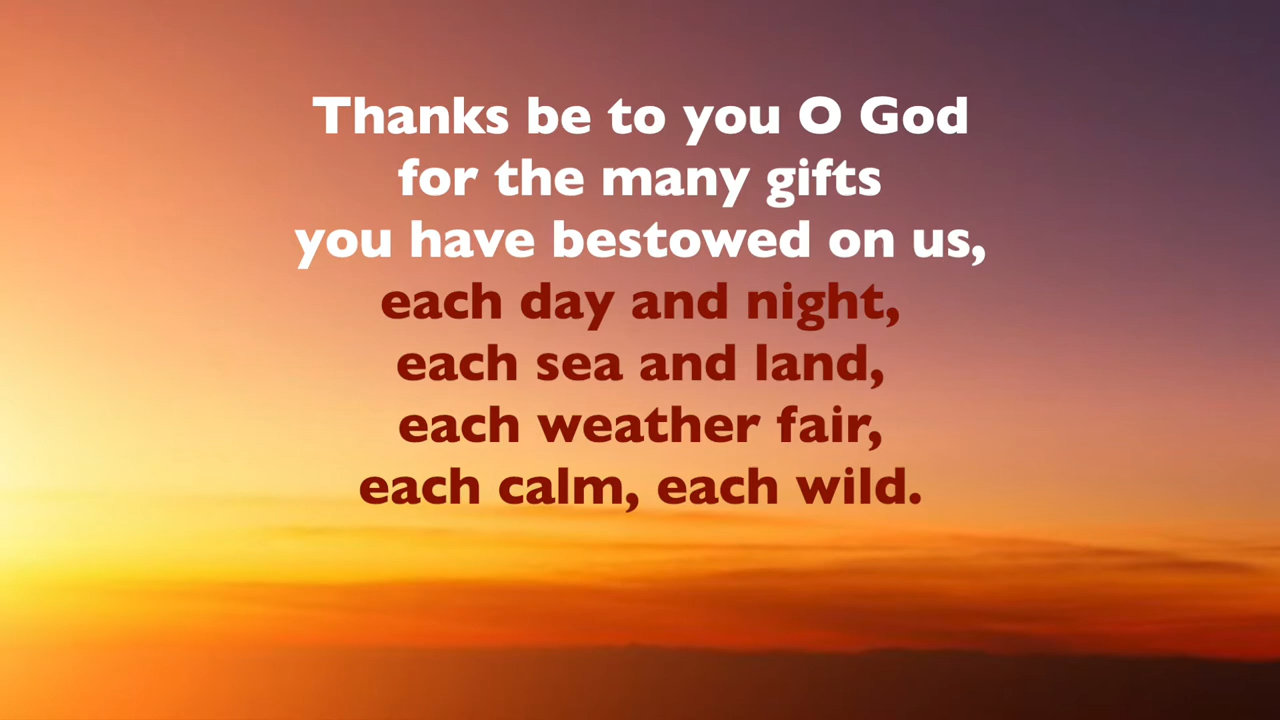 Thanks be to you O God
for the many gifts
you have bestowed on us,
each day and night,
each sea and land,
each weather fair,
each calm, each wild.